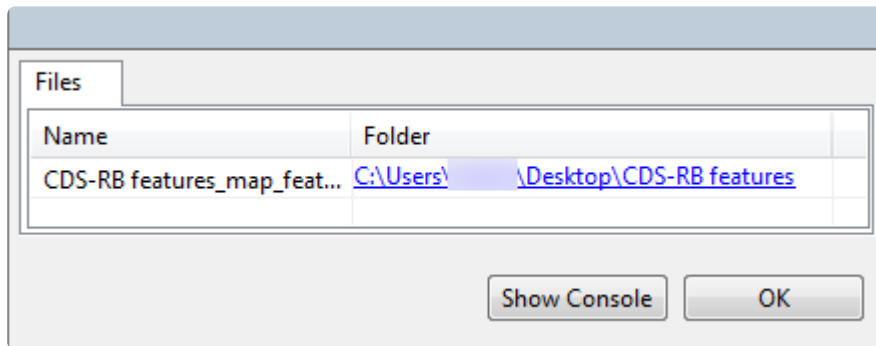 Files
Name Folder
CDS-RB features_map_feat... C:\Users\ \Desktop\CDS-RB features
Show Console OK